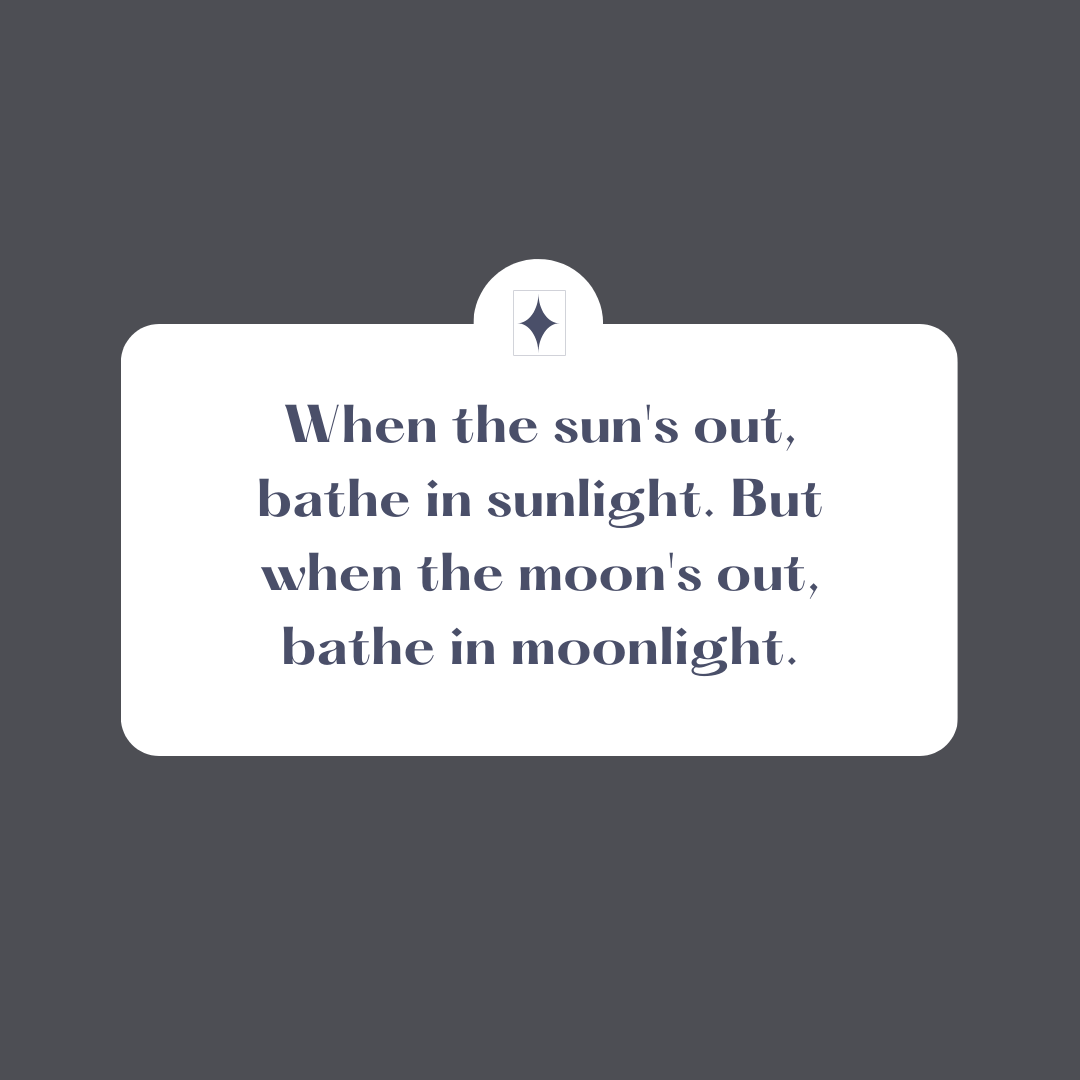 When the sun's out,
bathe in sunlight. But
when the moon's out,
bathe in moonlight.